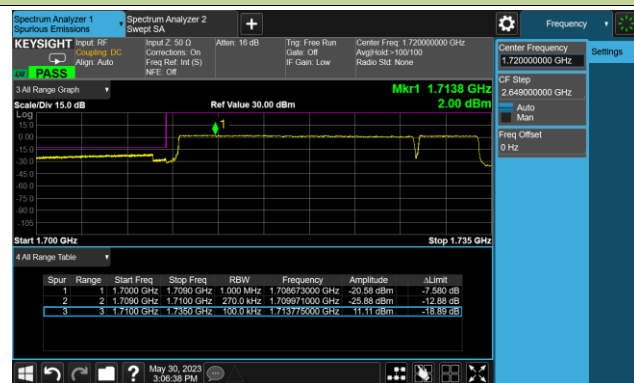 Spectrum Analyzer 1
Spurious Emissions
Spectrum Analyzer 2
Swept SA
+
Frequency
KEYSIGHT
Input: RF
Coupling: DC
Align: Auto
Input Z: 50 Ω
Corrections: On
Freq Ref: Int (S)
NFE: Off
Atten: 16 dB
Trig: Free Run
Gate: Off
IF Gain: Low
Center Freq: 1.720000000 GHz
Avg|Hold:>100/100
Radio Std: None
PASS
Center Frequency
1.720000000 GHz
Settings
CF Step
2.649000000 GHz
Auto
Man
Freq Offset
0 Hz
3 All Range Graph
Mkr1 1.7138 GHz
Scale/Div 15.0 dB
Ref Value 30.00 dBm
2.00 dBm
Log
15.0
0.00
-15.0
-30.0
-45.0
-60.0
-75.0
-90.0
-105
1
Start 1.700 GHz
Stop 1.735 GHz
4 All Range Table
Spur Range Start Freq Stop Freq RBW Frequency Amplitude ΔLimit
1 1 1.7000 GHz 1.7090 GHz 1.000 MHz 1.708673000 GHz -20.58 dBm -7.580 dB
2 2 1.7090 GHz 1.7100 GHz 270.0 kHz 1.709971000 GHz -25.88 dBm -12.88 dB
3 3 1.7100 GHz 1.7350 GHz 100.0 kHz 1.713775000 GHz 11.11 dBm -18.89 dB
?
May 30, 2023
3:06:38 PM